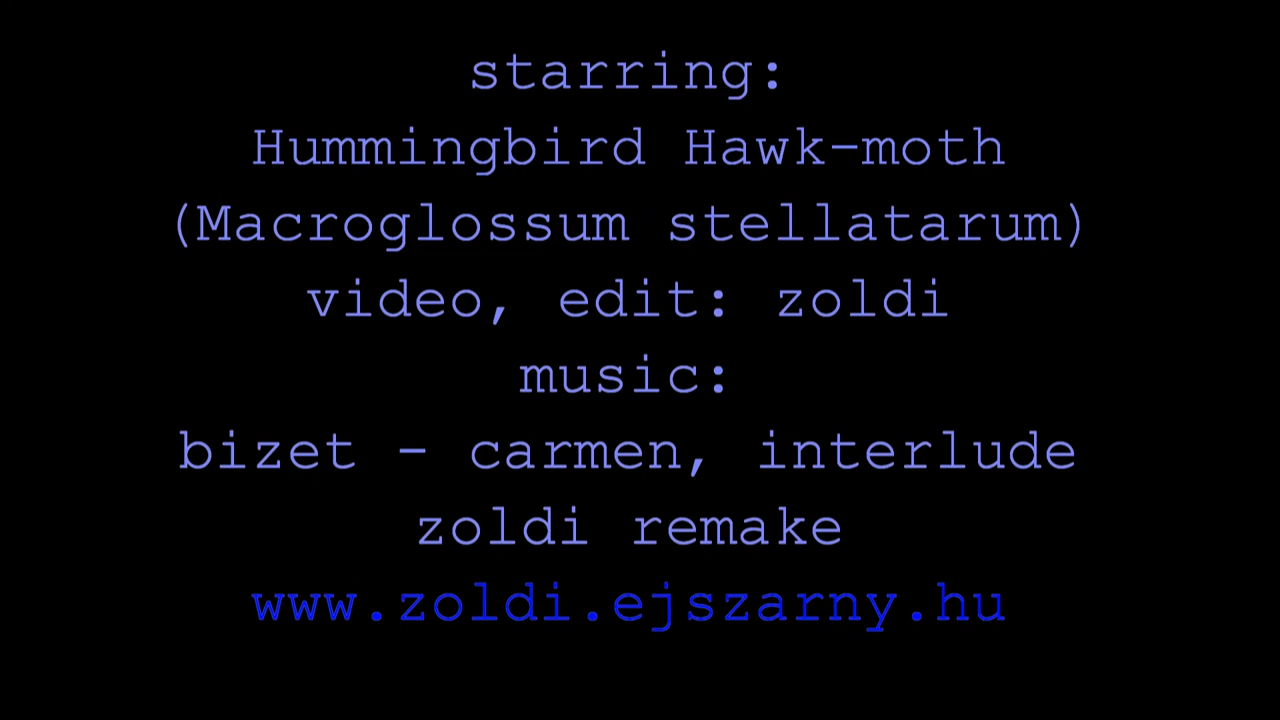 starring:
Hummingbird Hawk-moth
(Macroglossum stellatarum)
video, edit: zoldi
music:
bizet - carmen, interlude
zoldi remake
www.zoldi.ejszarny.hu